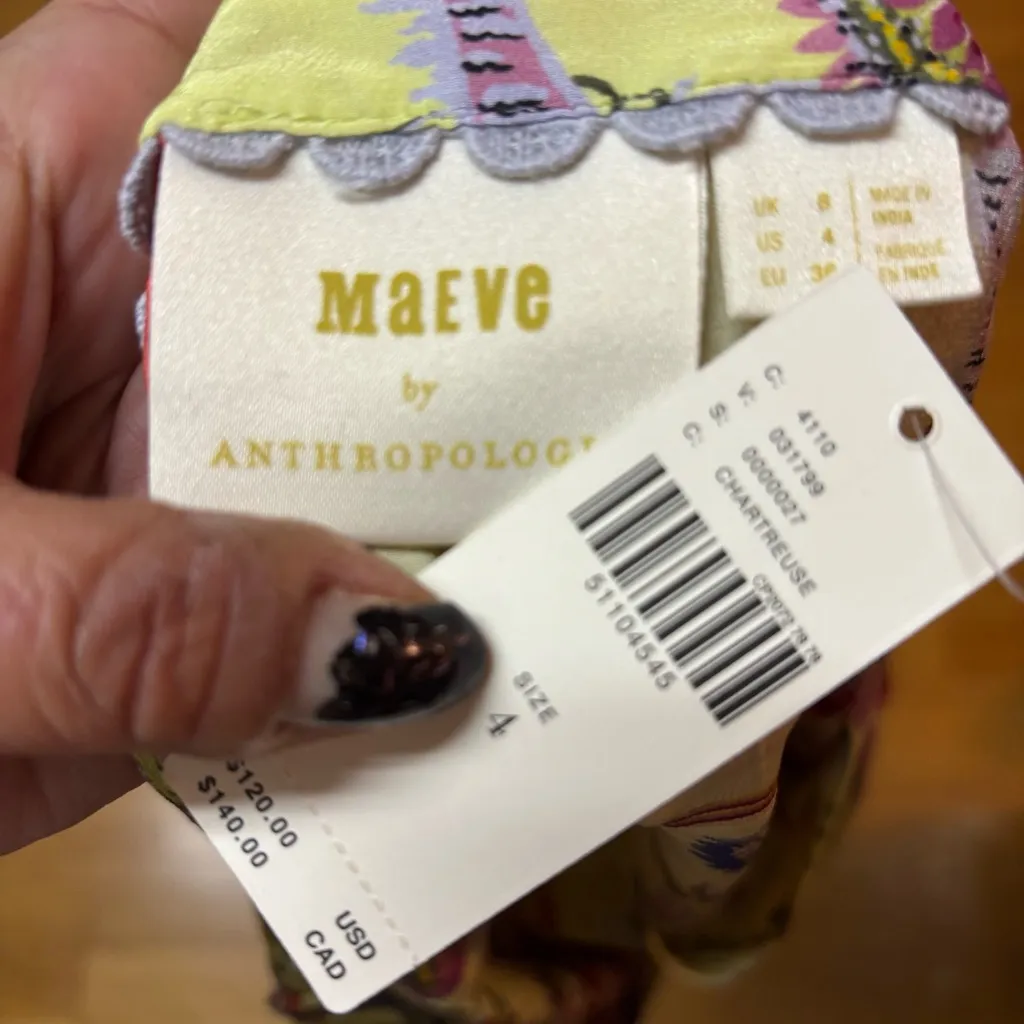 MaEVe
by
ANTHROPOLOGI
UK 8
US 4
EU 36
MADE IN
INDIA
FABRIQUÉ
EN INDE
C: 4110
V: 031799
S: 0000027
C: CHARTREUSE
51104545
SIZE
4
$120.00 USD
$140.00 CAD